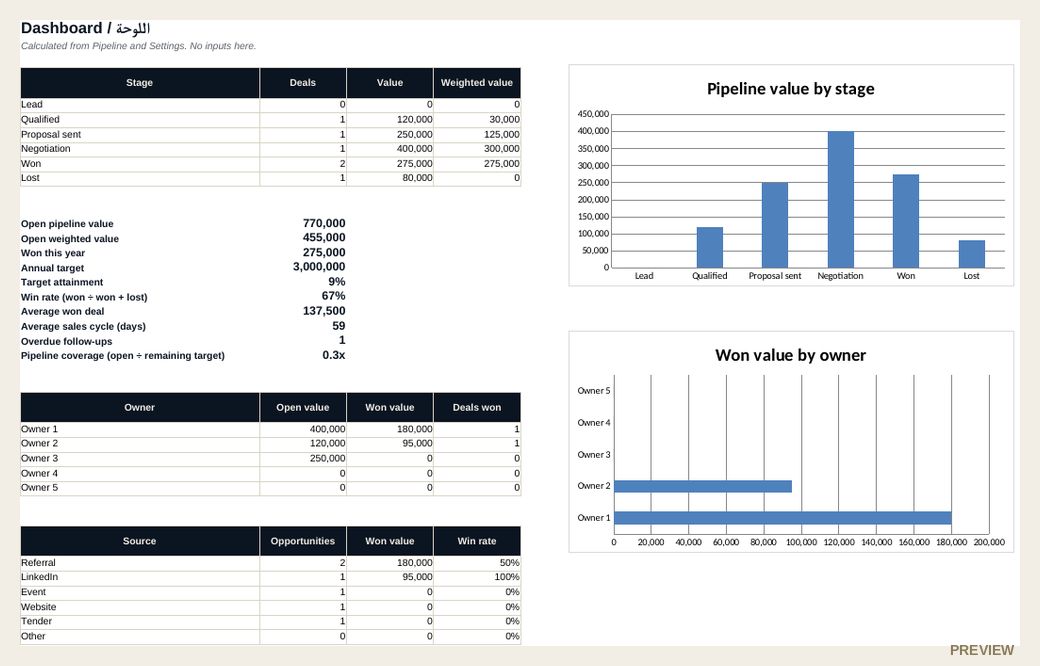 Dashboard / اللوحة
Calculated from Pipeline and Settings. No inputs here.
Stage Deals Value Weighted value
Lead 0 0 0
Qualified 1 120,000 30,000
Proposal sent 1 250,000 125,000
Negotiation 1 400,000 300,000
Won 2 275,000 275,000
Lost 1 80,000 0
Open pipeline value 770,000
Open weighted value 455,000
Won this year 275,000
Annual target 3,000,000
Target attainment 9%
Win rate (won ÷ won + lost) 67%
Average won deal 137,500
Average sales cycle (days) 59
Overdue follow-ups 1
Pipeline coverage (open ÷ remaining target) 0.3x
Owner Open value Won value Deals won
Owner 1 400,000 180,000 1
Owner 2 120,000 95,000 1
Owner 3 250,000 0 0
Owner 4 0 0 0
Owner 5 0 0 0
Source Opportunities Won value Win rate
Referral 2 180,000 50%
LinkedIn 1 95,000 100%
Event 1 0 0%
Website 1 0 0%
Tender 1 0 0%
Other 0 0 0%
Pipeline value by stage
450,000
400,000
350,000
300,000
250,000
200,000
150,000
100,000
50,000
0
Lead Qualified Proposal sent Negotiation Won Lost
Won value by owner
Owner 5
Owner 4
Owner 3
Owner 2
Owner 1
0 20,000 40,000 60,000 80,000 100,000 120,000 140,000 160,000 180,000 200,000
PREVIEW